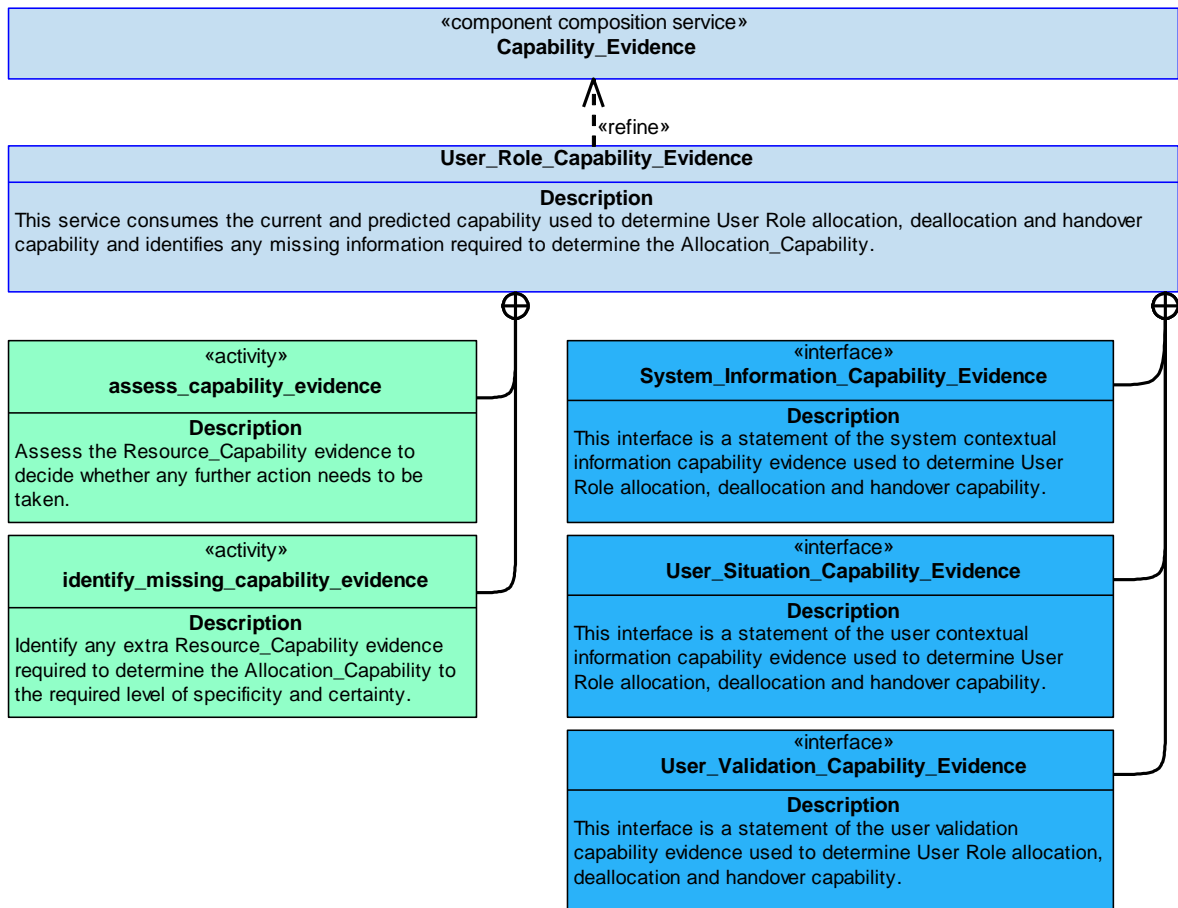 «component composition service»
Capability_Evidence
«refine»
User_Role_Capability_Evidence
Description
This service consumes the current and predicted capability used to determine User Role allocation, deallocation and handover
capability and identifies any missing information required to determine the Allocation_Capability.
«activity»
assess_capability_evidence
Description
Assess the Resource_Capability evidence to
decide whether any further action needs to be
taken.
«activity»
identify_missing_capability_evidence
Description
Identify any extra Resource_Capability evidence
required to determine the Allocation_Capability to
the required level of specificity and certainty.
«interface»
System_Information_Capability_Evidence
Description
This interface is a statement of the system contextual
information capability evidence used to determine User
Role allocation, deallocation and handover capability.
«interface»
User_Situation_Capability_Evidence
Description
This interface is a statement of the user contextual
information capability evidence used to determine User
Role allocation, deallocation and handover capability.
«interface»
User_Validation_Capability_Evidence
Description
This interface is a statement of the user validation
capability evidence used to determine User Role allocation,
deallocation and handover capability.